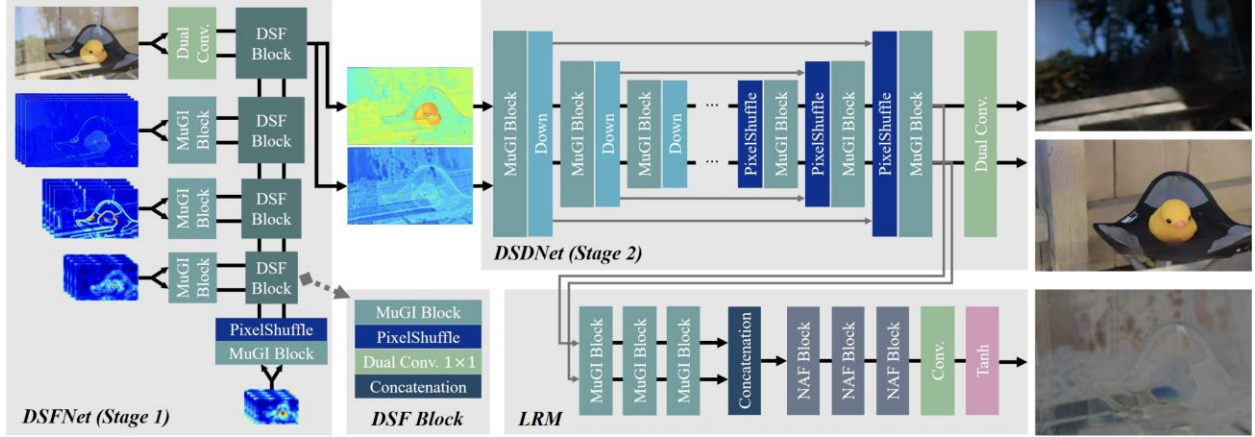 Dual
Conv.
DSF
Block
MuGI
Block
DSF
Block
MuGI
Block
DSF
Block
MuGI
Block
DSF
Block
PixelShuffle
MuGI Block
DSFNet (Stage 1)
MuGI Block
PixelShuffle
Dual Conv. 1×1
Concatenation
DSF Block
MuGI Block
Down
MuGI Block
Down
MuGI Block
Down
...
...
PixelShuffle
MuGI Block
PixelShuffle
MuGI Block
PixelShuffle
MuGI Block
Dual Conv.
DSDNet (Stage 2)
MuGI Block
MuGI Block
MuGI Block
Concatenation
NAF Block
NAF Block
NAF Block
Conv.
Tanh
LRM